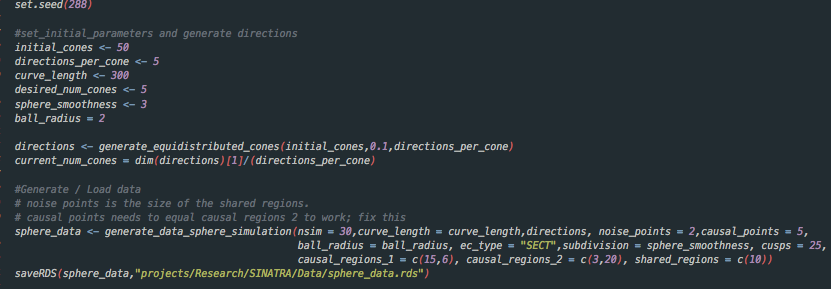 set.seed(288)
#set_initial_parameters and generate directions
initial_cones <- 50
directions_per_cone <- 5
curve_length <- 300
desired_num_cones <- 5
sphere_smoothness <- 3
ball_radius = 2
directions <- generate_equidistributed_cones(initial_cones,0.1,directions_per_cone)
current_num_cones = dim(directions)[1]/(directions_per_cone)
#Generate / Load data
# noise points is the size of the shared regions.
# causal points needs to equal causal regions 2 to work; fix this
sphere_data <- generate_data_sphere_simulation(nsim = 30,curve_length = curve_length,directions, noise_points = 2,causal_points = 5,
ball_radius = ball_radius, ec_type = "SECT",subdivision = sphere_smoothness, cusps = 25,
causal_regions_1 = c(15,6), causal_regions_2 = c(3,20), shared_regions = c(10))
saveRDS(sphere_data,"projects/Research/SINATRA/Data/sphere_data.rds")